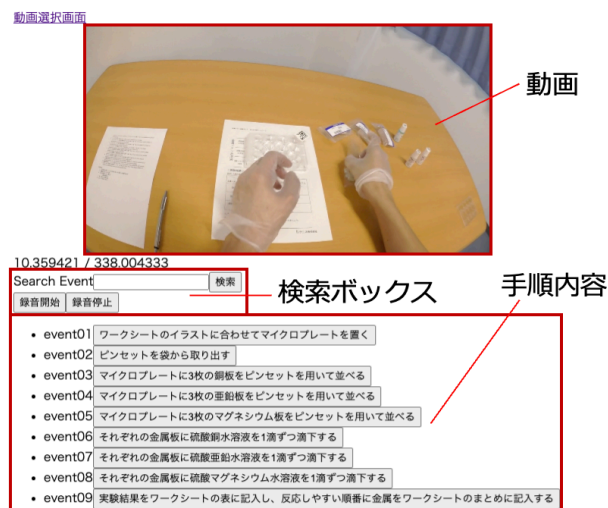 動画選択画面
動画
10.359421 / 338.004333
Search Event 検索
録音開始 録音停止
検索ボックス
手順内容
• event01 ワークシートのイラストに合わせてマイクロプレートを置く
• event02 ピンセットを袋から取り出す
• event03 マイクロプレートに3枚の銅板をピンセットを用いて並べる
• event04 マイクロプレートに3枚の亜鉛板をピンセットを用いて並べる
• event05 マイクロプレートに3枚のマグネシウム板をピンセットを用いて並べる
• event06 それぞれの金属板に硫酸銅水溶液を1滴ずつ滴下する
• event07 それぞれの金属板に硫酸亜鉛水溶液を1滴ずつ滴下する
• event08 それぞれの金属板に硫酸マグネシウム水溶液を1滴ずつ滴下する
• event09 実験結果をワークシートの表に記入し、反応しやすい順番に金属をワークシートのまとめに記入する